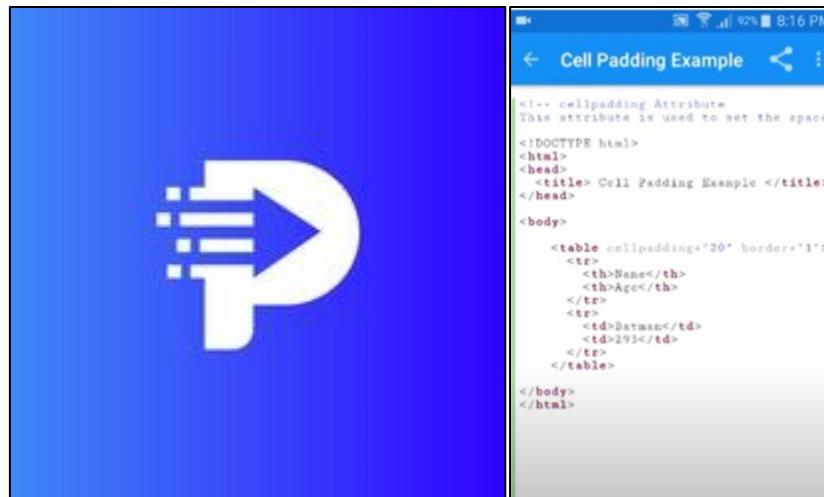 P
92% 8:16 PM
Cell Padding Example
<!-- cellpadding Attribute
This attribute is used to set the space
<!DOCTYPE html>
<html>
<head>
<title> Cell Padding Example </title>
</head>
<body>
<table cellpadding="20" border="1">
<tr>
<th>Name</th>
<th>Age</th>
</tr>
<tr>
<td>Batman</td>
<td>293</td>
</tr>
</table>
</body>
</html>